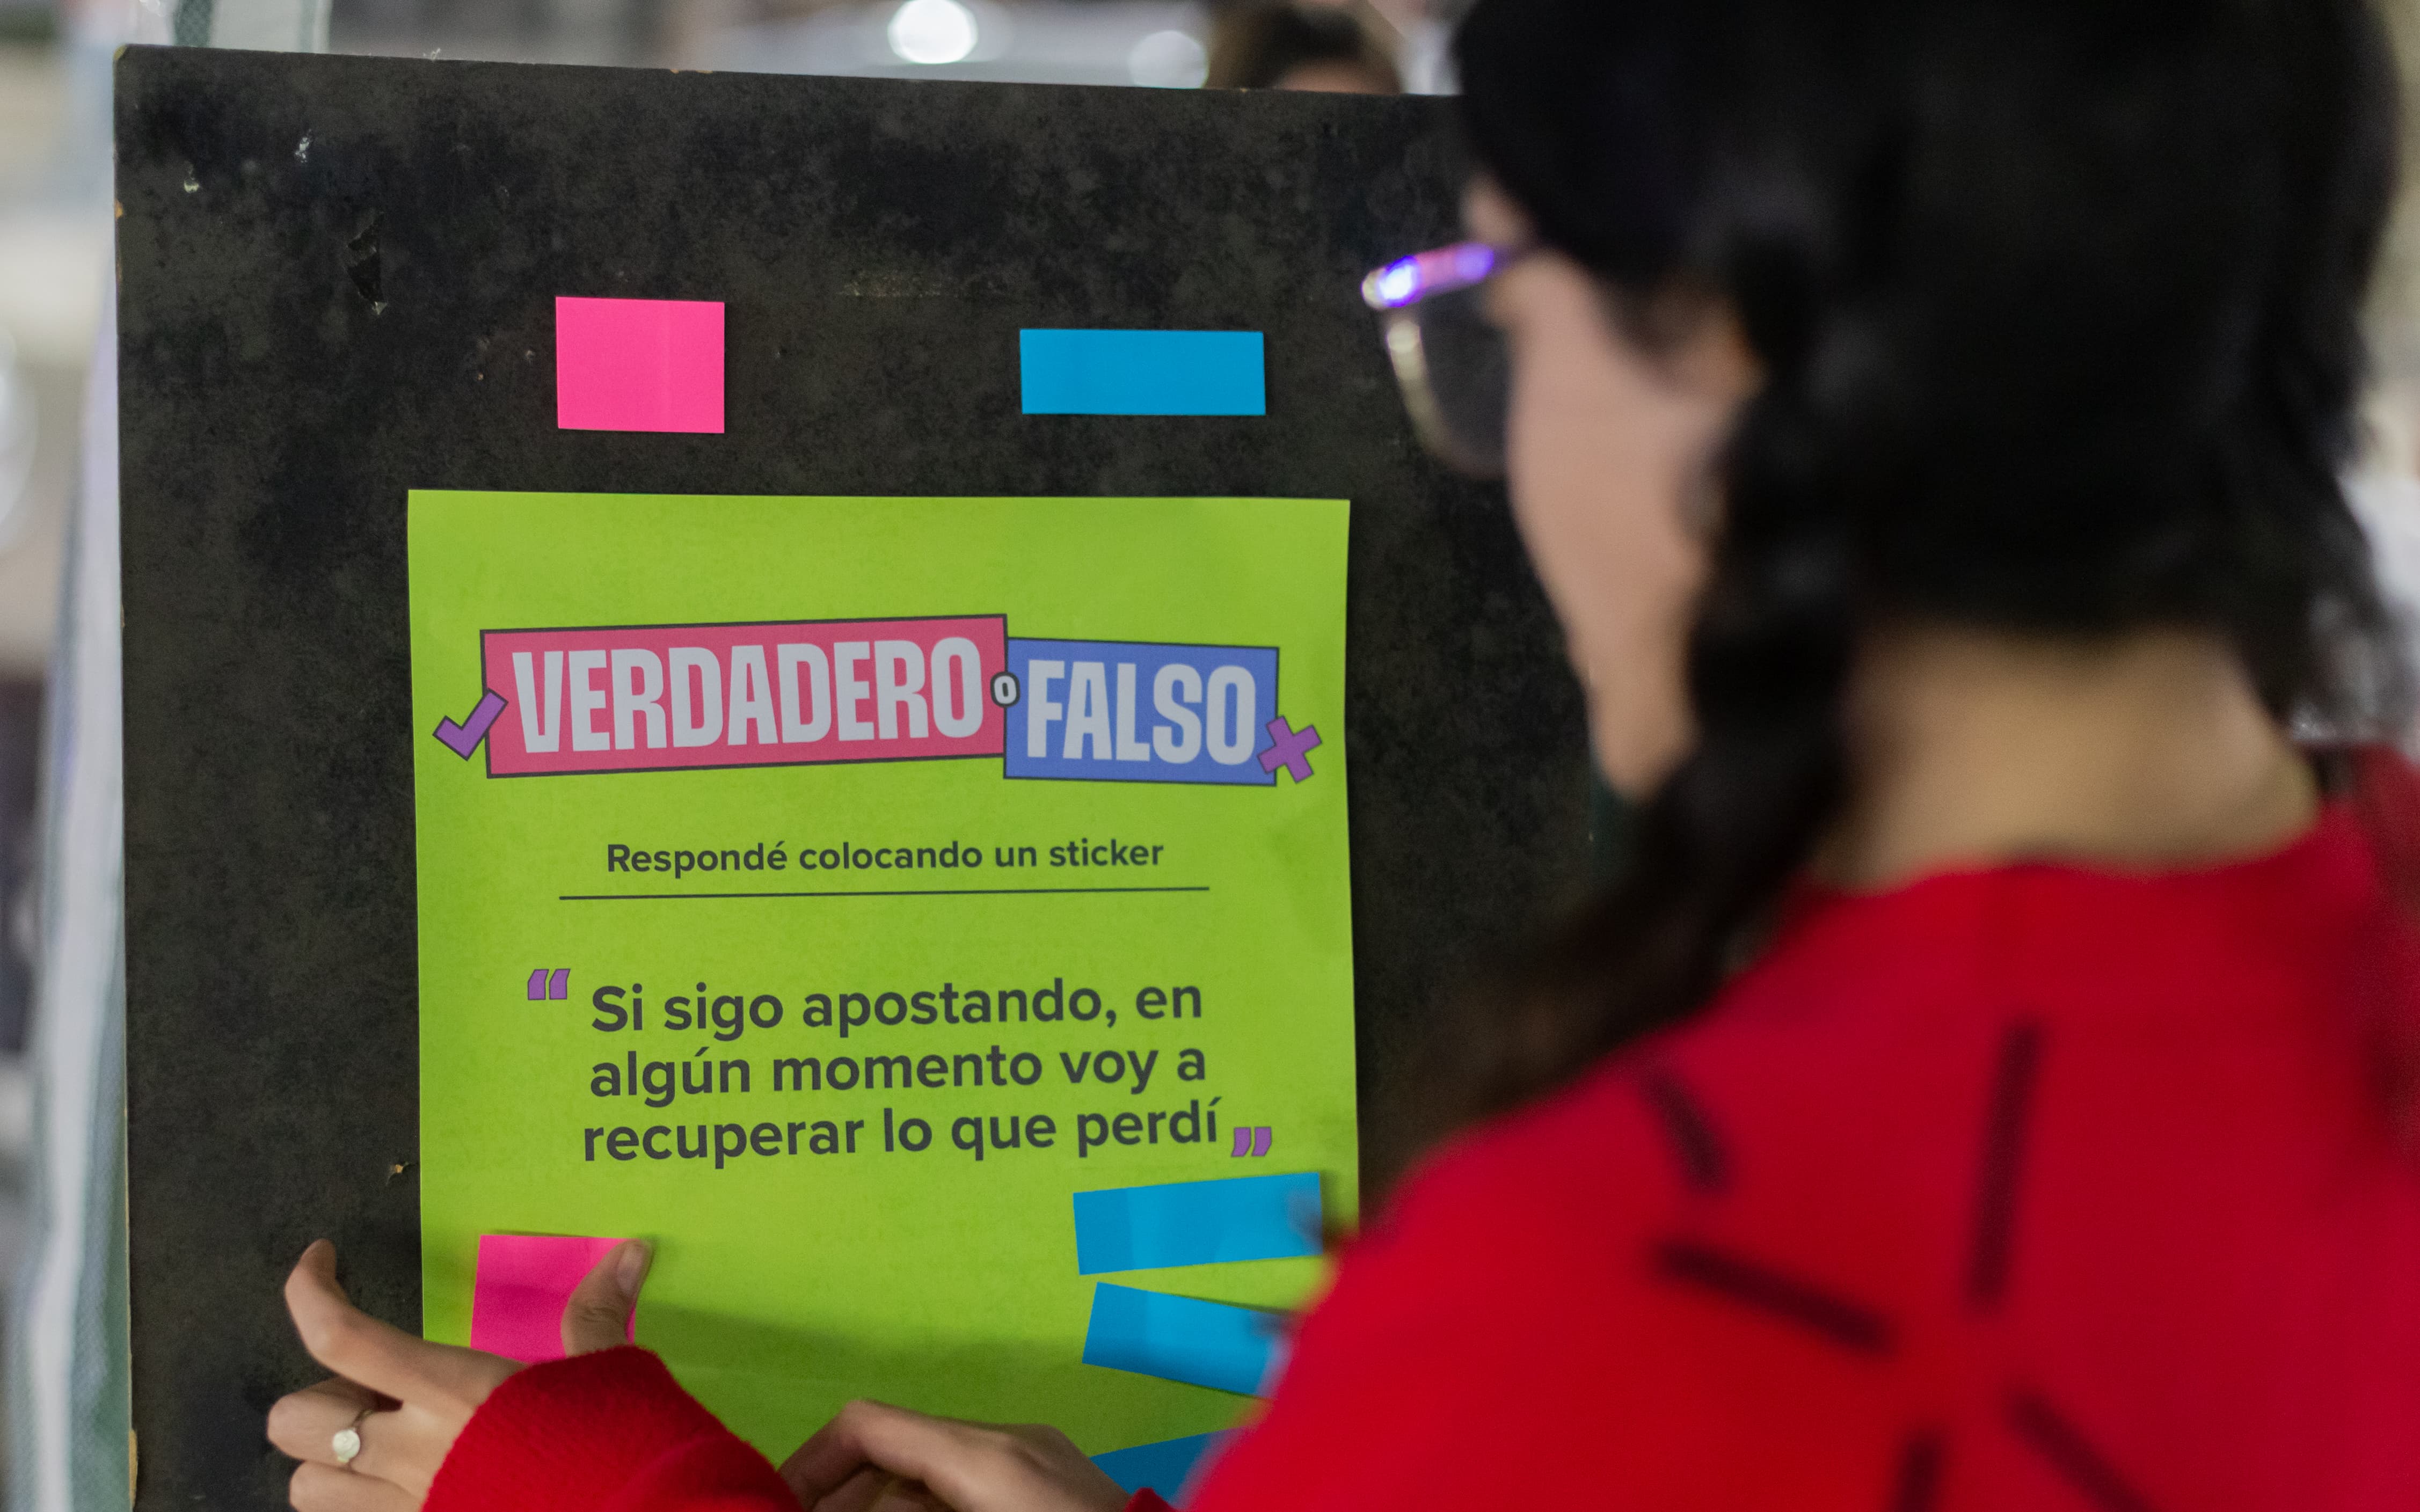 VERDADERO o FALSO
Respondé colocando un sticker
“Si sigo apostando, en
algún momento voy a
recuperar lo que perdí”